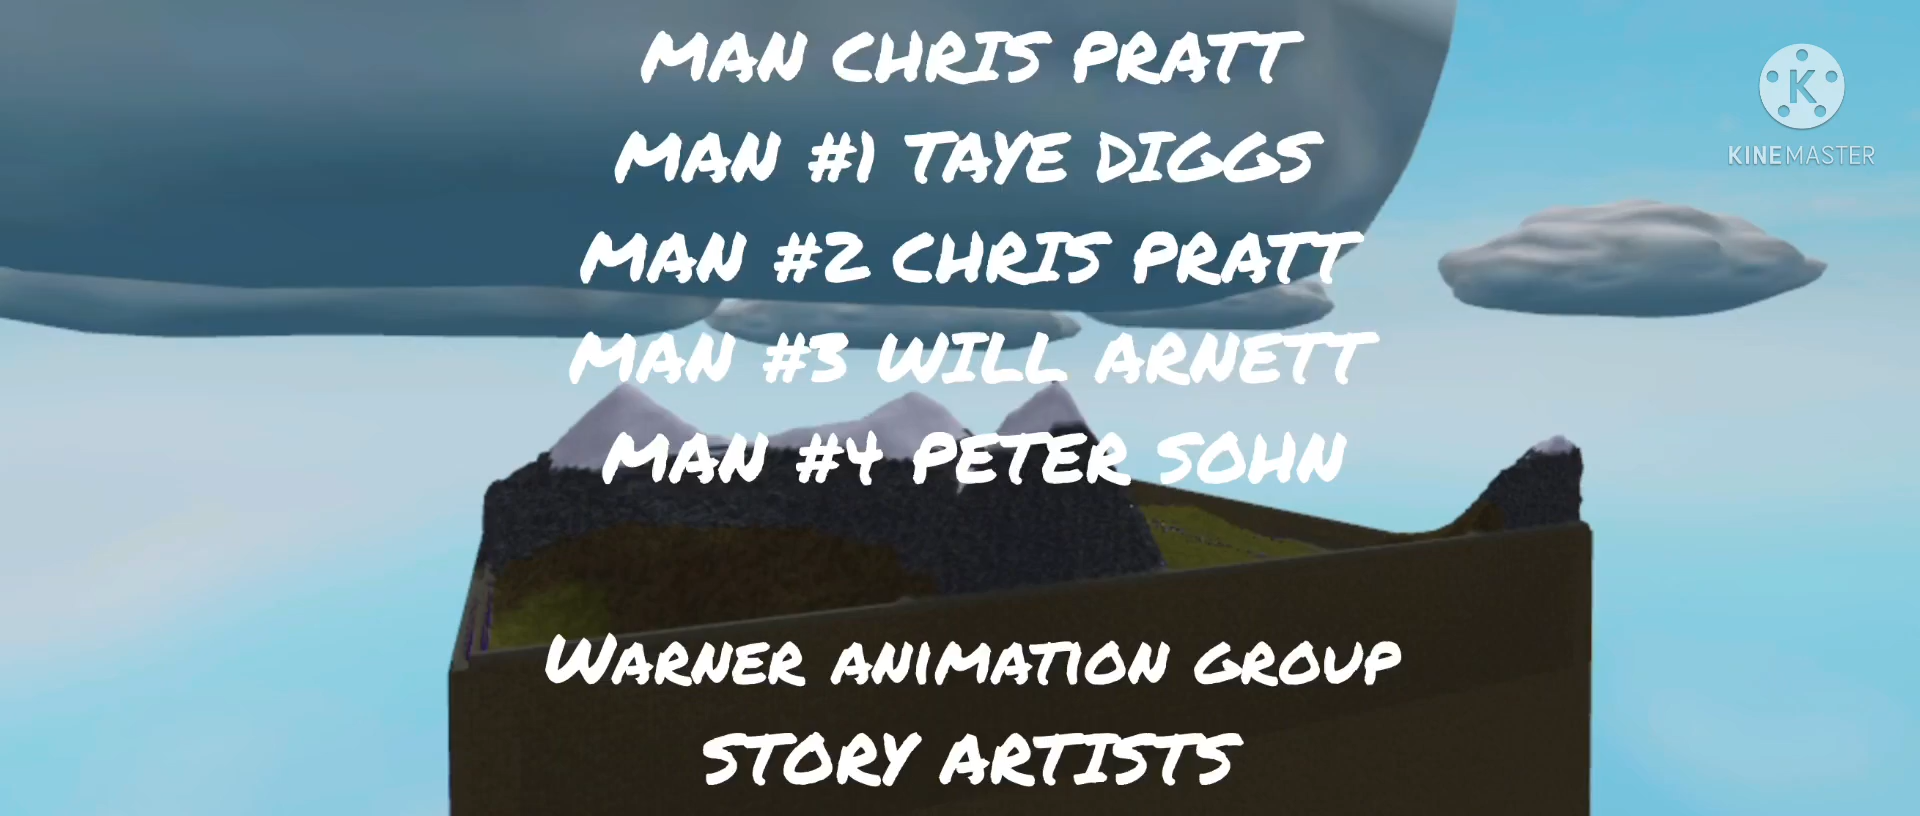 MAN CHRIS PRATT
MAN #1 TAYE DIGGS
MAN #2 CHRIS PRATT
MAN #3 WILL ARNETT
MAN #4 PETER SOHN
WARNER ANIMATION GROUP
STORY ARTISTS
K
KINEMASTER